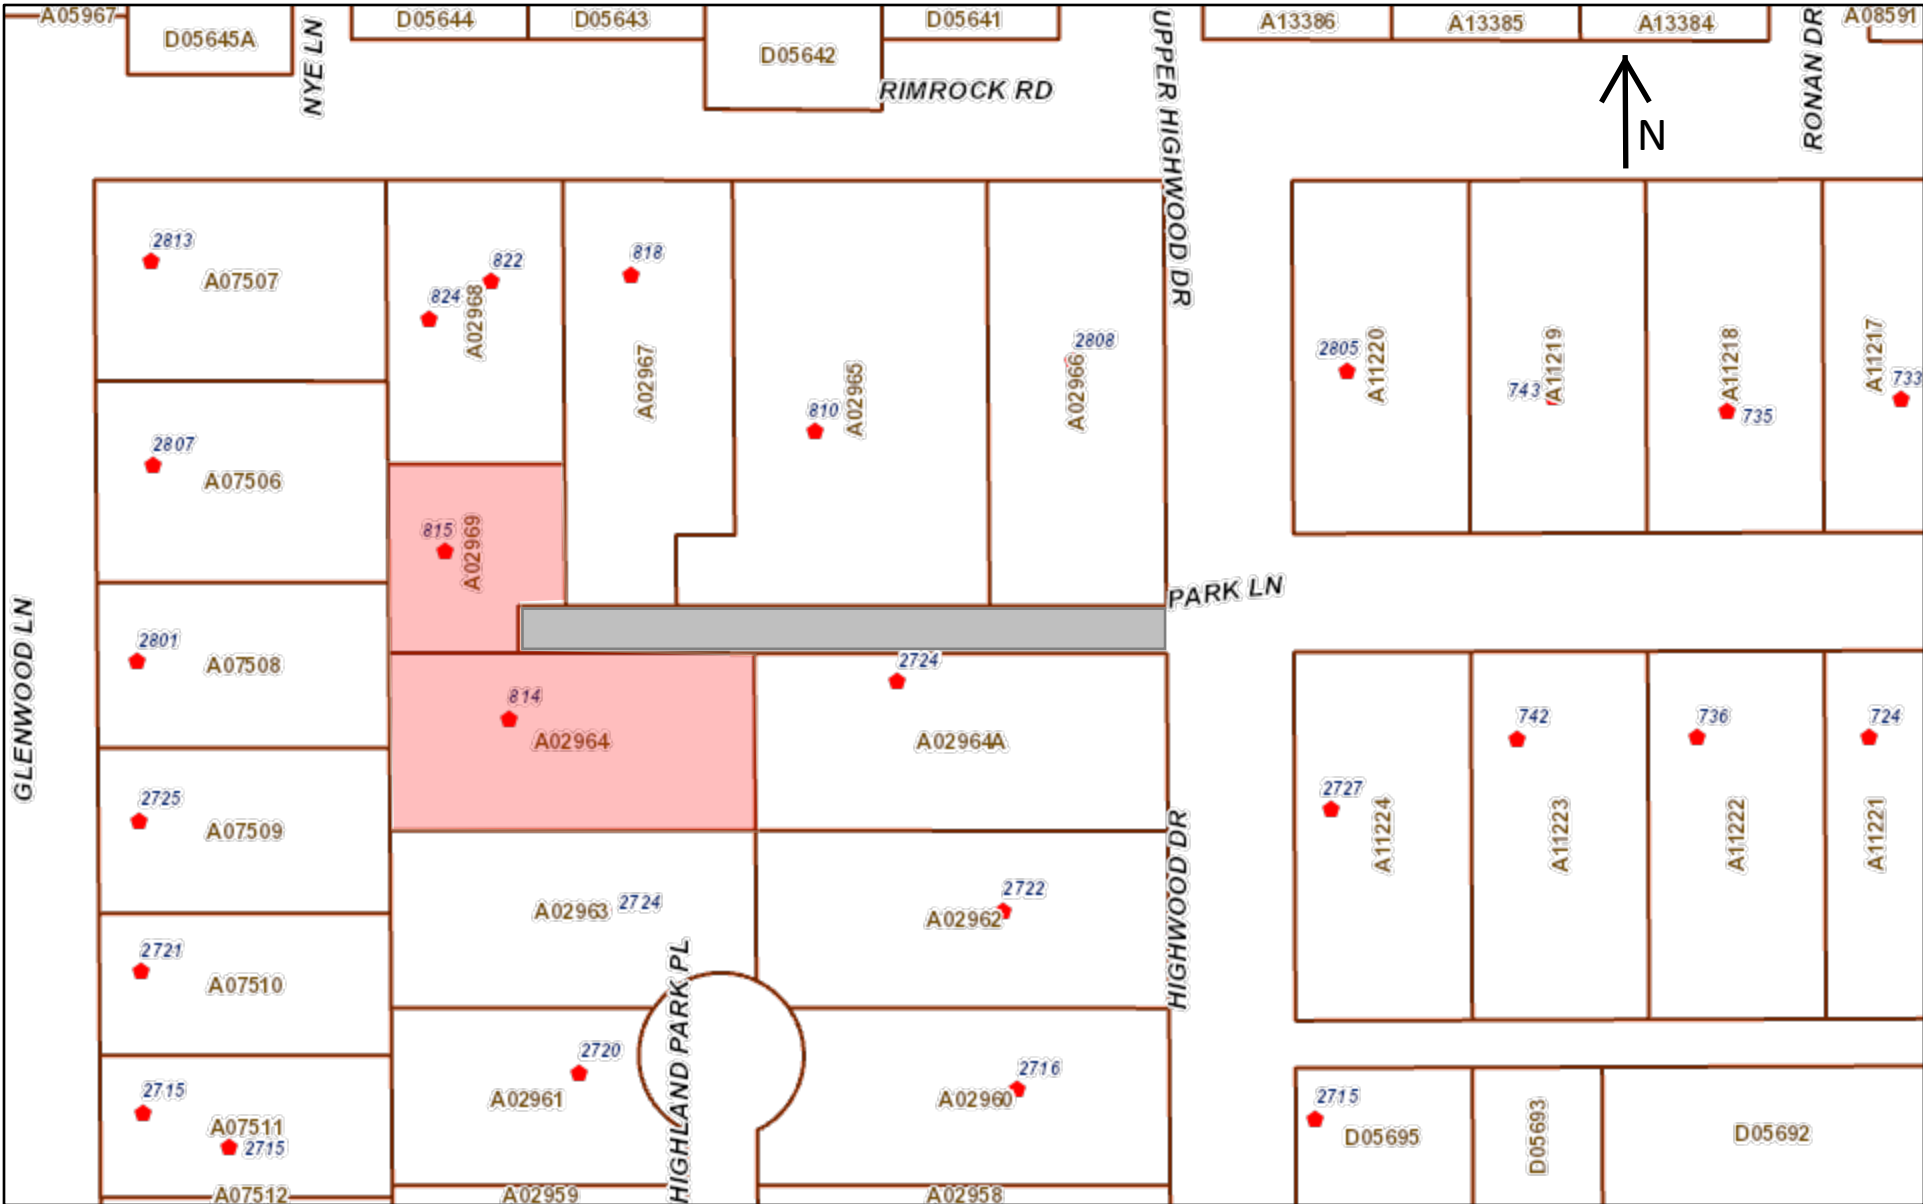 A05967
D05645A
NYE LN
D05644
D05643
D05642
D05641
RIMROCK RD
UPPER HIGHWOOD DR
A13386
A13385
A13384
RONAN DR
A08591
N
2813
A07507
822
824
A02968
818
A02967
810
A02965
2808
A02966
2805
A11220
743
A11219
A11218
735
A11217
733
2807
A07506
815
A02969
PARK LN
GLENWOOD LN
2801
A07508
814
A02964
2724
A02964A
2725
A07509
2727
A11224
742
A11223
736
A11222
724
A11221
A02963
2724
2722
A02962
HIGHWOOD DR
2721
A07510
HIGHLAND PARK PL
2720
A02961
2716
A02960
2715
A07511
2715
2715
D05695
D05693
D05692
A07512
A02959
A02958